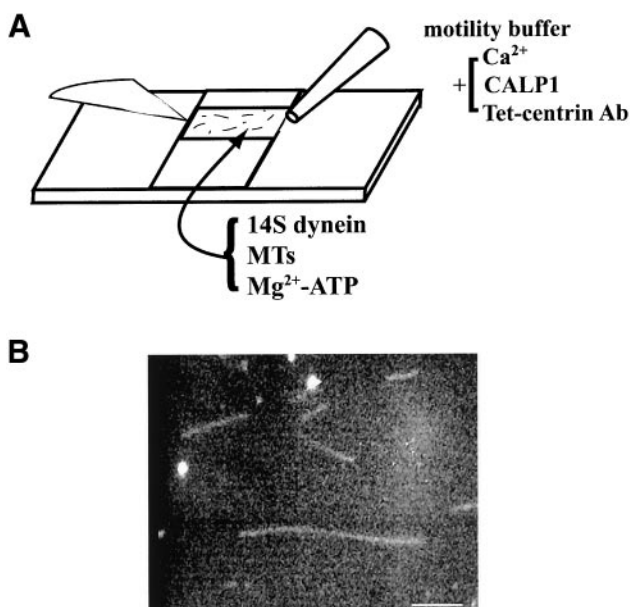 A
motility buffer
Ca²⁺
+ CALP1
Tet-centrin Ab
14S dynein
MTs
Mg²⁺-ATP
B